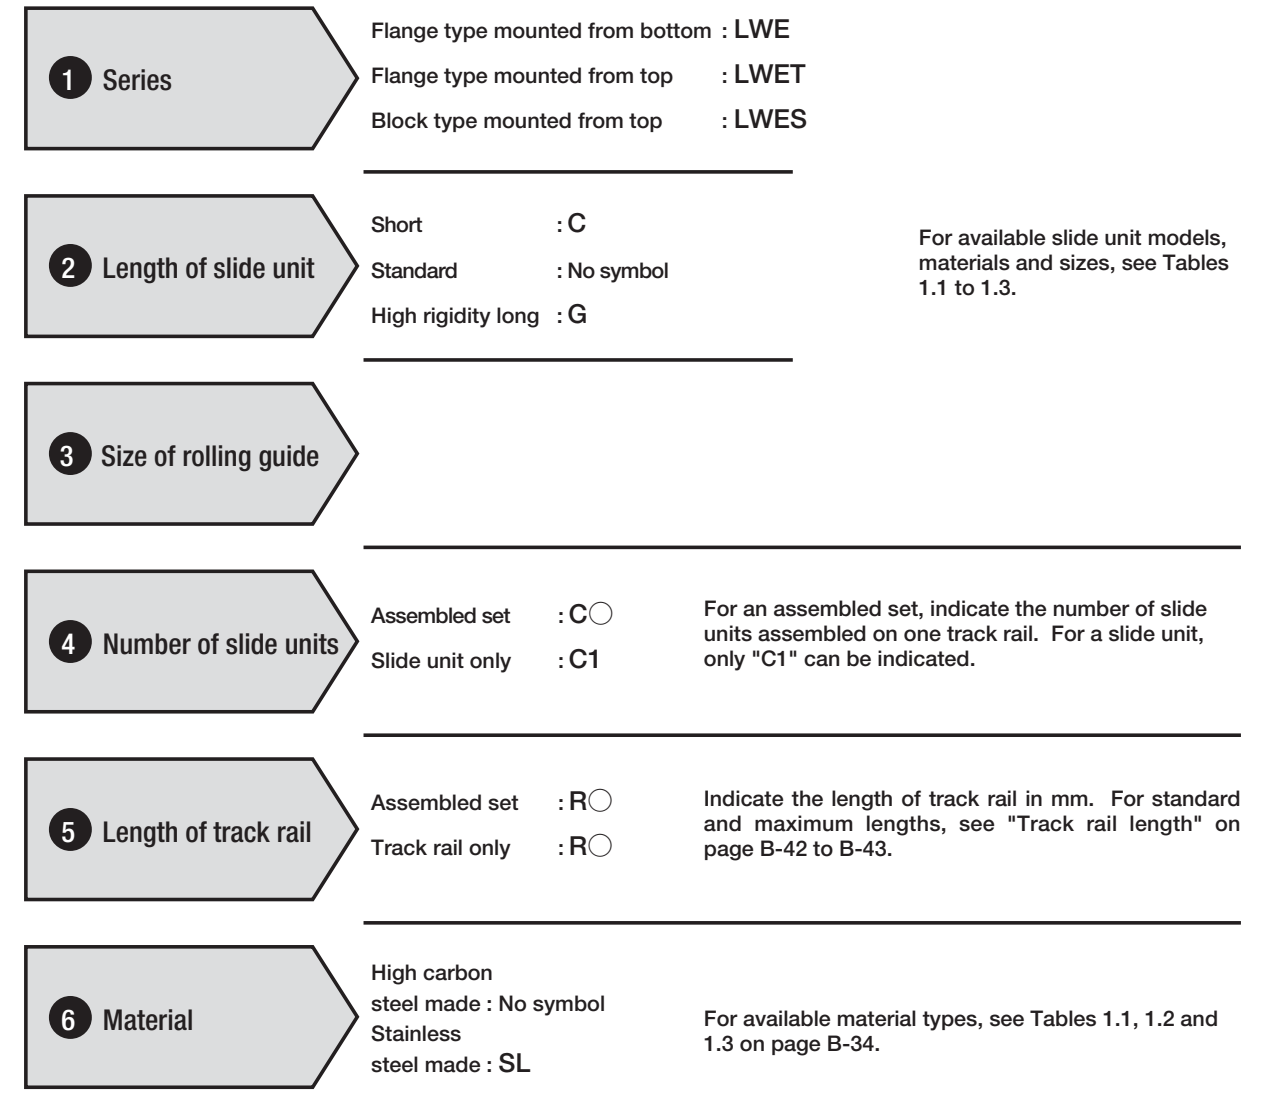 1 Series
Flange type mounted from bottom : LWE
Flange type mounted from top : LWET
Block type mounted from top : LWES
2 Length of slide unit
Short : C
Standard : No symbol
High rigidity long : G
For available slide unit models,
materials and sizes, see Tables
1.1 to 1.3.
3 Size of rolling guide
4 Number of slide units
Assembled set : C○
Slide unit only : C1
For an assembled set, indicate the number of slide
units assembled on one track rail. For a slide unit,
only "C1" can be indicated.
5 Length of track rail
Assembled set : R○
Track rail only : R○
Indicate the length of track rail in mm. For standard
and maximum lengths, see "Track rail length" on
page B-42 to B-43.
6 Material
High carbon
steel made : No symbol
Stainless
steel made : SL
For available material types, see Tables 1.1, 1.2 and
1.3 on page B-34.